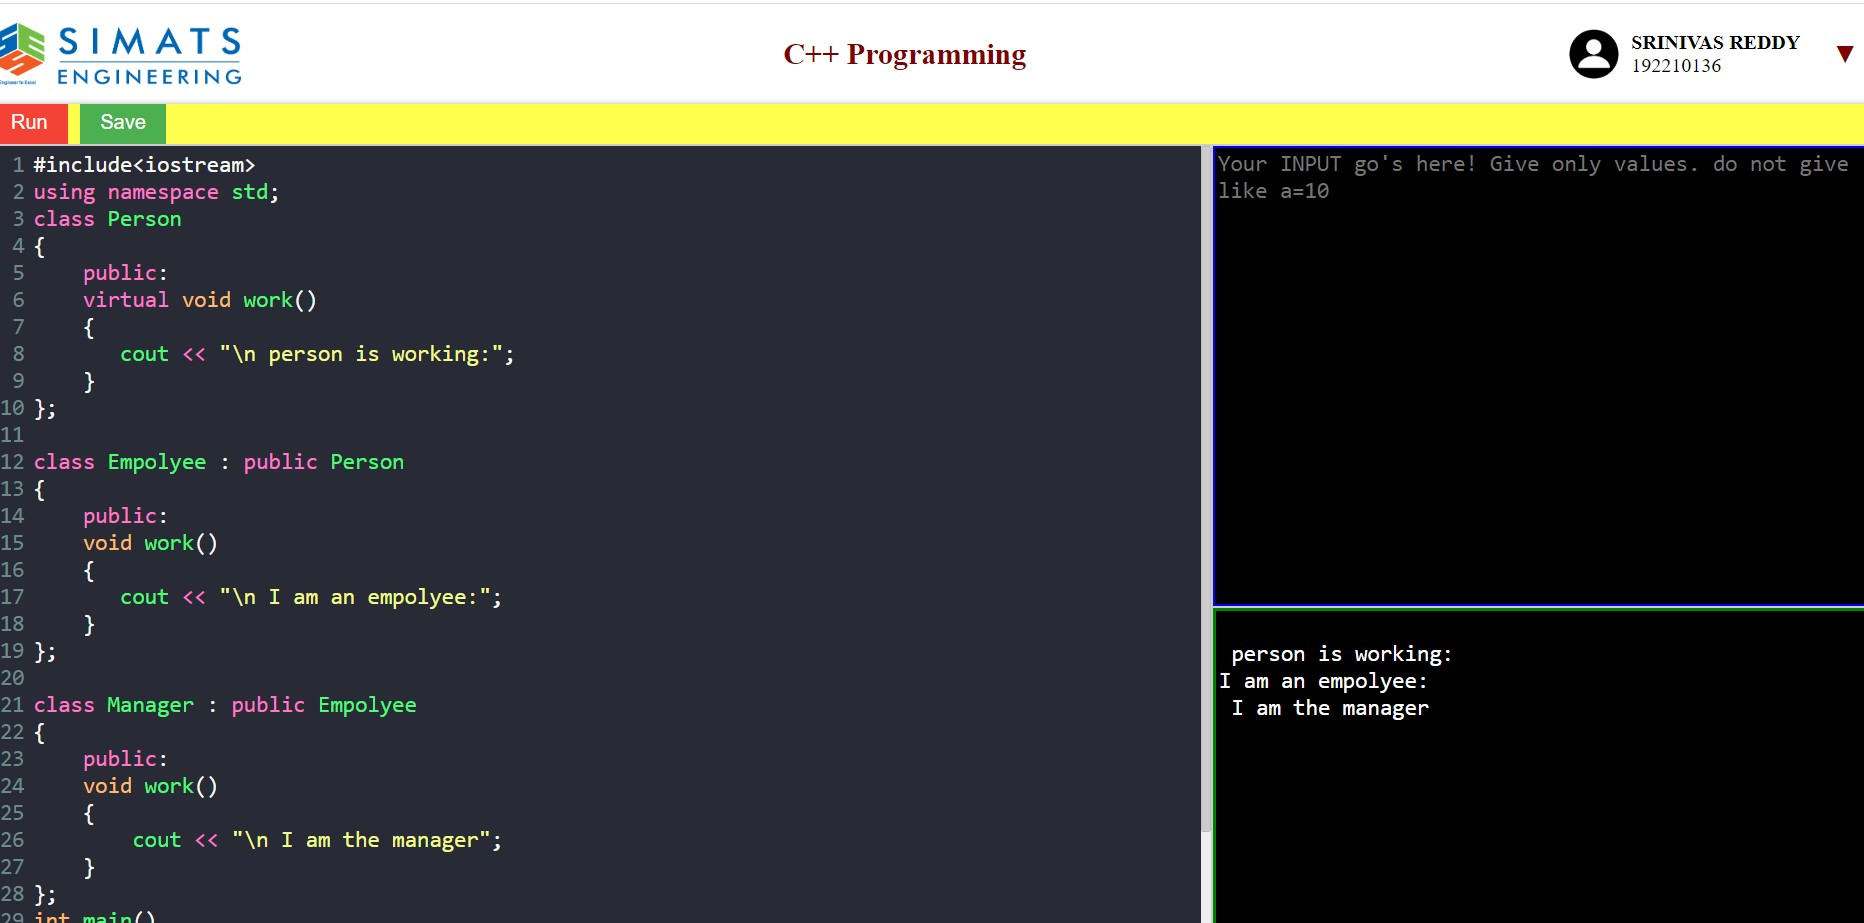 SIMATS
ENGINEERING
C++ Programming
SRINIVAS REDDY
192210136
Run
Save
1 #include<iostream>
2 using namespace std;
3 class Person
4 {
5     public:
6     virtual void work()
7     {
8        cout << "\n person is working:";
9     }
10 };
11
12 class Empolyee : public Person
13 {
14     public:
15     void work()
16     {
17        cout << "\n I am an empolyee:";
18     }
19 };
20
21 class Manager : public Empolyee
22 {
23     public:
24     void work()
25     {
26         cout << "\n I am the manager";
27     }
28 };
29 int main()
Your INPUT go's here! Give only values. do not give
like a=10
person is working:
I am an empolyee:
I am the manager